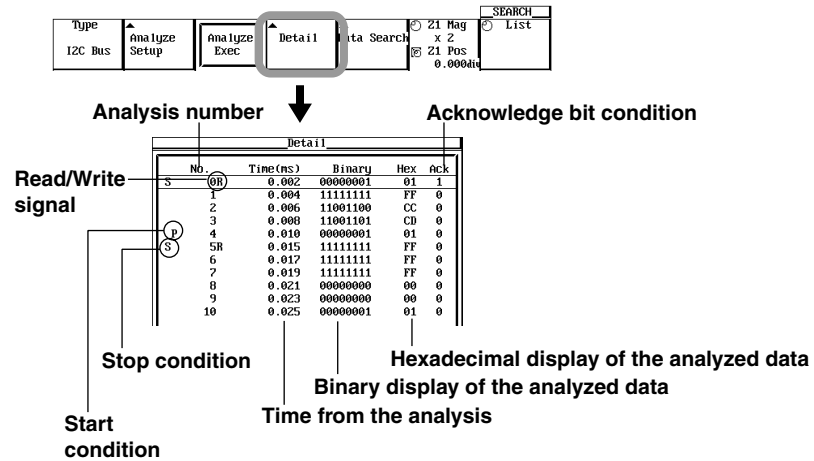 SEARCH
Type
I2C Bus
Analyze
Setup
Analyze
Exec
Detail
ata Search
Z1 Mag
x 2
Z1 Pos
0.000div
List
Analysis number
Acknowledge bit condition
Detail
No. Time(ms) Binary Hex Ack
S 0R 0.002 00000001 01 1
1 0.004 11111111 FF 0
2 0.006 11001100 CC 0
3 0.008 11001101 CD 0
P 4 0.010 00000001 01 0
S 5R 0.015 11111111 FF 0
6 0.017 11111111 FF 0
7 0.019 11111111 FF 0
8 0.021 00000000 00 0
9 0.023 00000000 00 0
10 0.025 00000001 01 0
Read/Write
signal
Stop condition
Hexadecimal display of the analyzed data
Binary display of the analyzed data
Time from the analysis
Start
condition